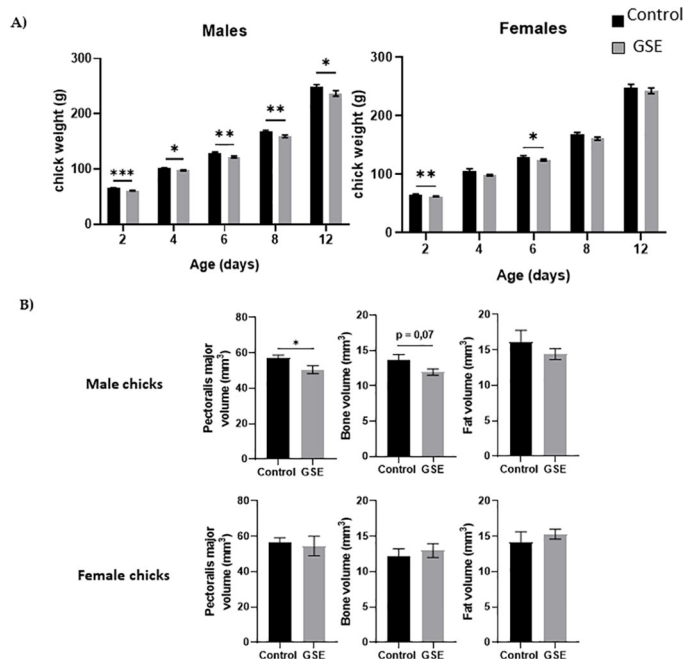 A)
Males
Females
Control
GSE
chick weight (g)
300
200
100
0
***
*
**
**
*
2 4 6 8 12
Age (days)
chick weight (g)
300
200
100
0
**
*
2 4 6 8 12
Age (days)
B)
Male chicks
Pectoralis major
volume (mm³)
80
60
40
20
0
*
Control GSE
Bone volume (mm³)
20
15
10
5
0
p = 0,07
Control GSE
Fat volume (mm³)
20
15
10
5
0
Control GSE
Female chicks
Pectoralis major
volume (mm³)
80
60
40
20
0
Control GSE
Bone volume (mm³)
20
15
10
5
0
Control GSE
Fat volume (mm³)
20
15
10
5
0
Control GSE